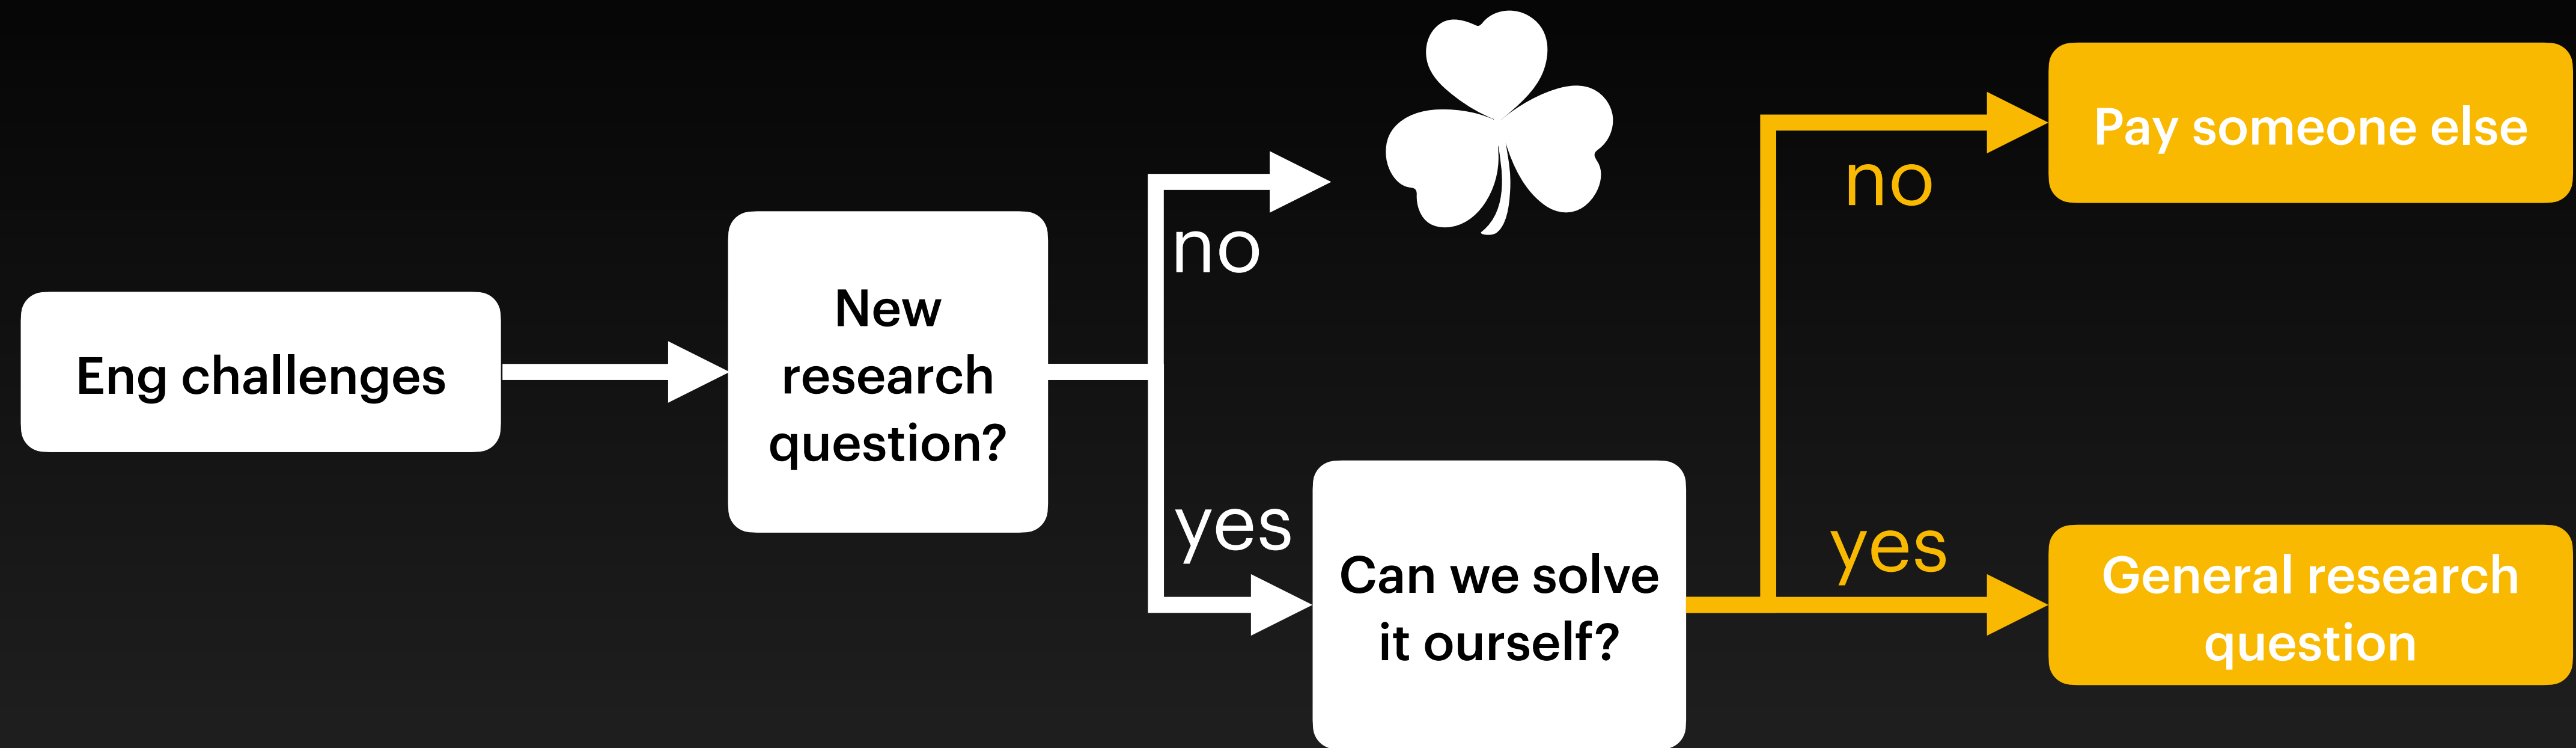 Eng challenges
New
research
question?
no
yes
Can we solve
it ourself?
no
Pay someone else
yes
General research
question